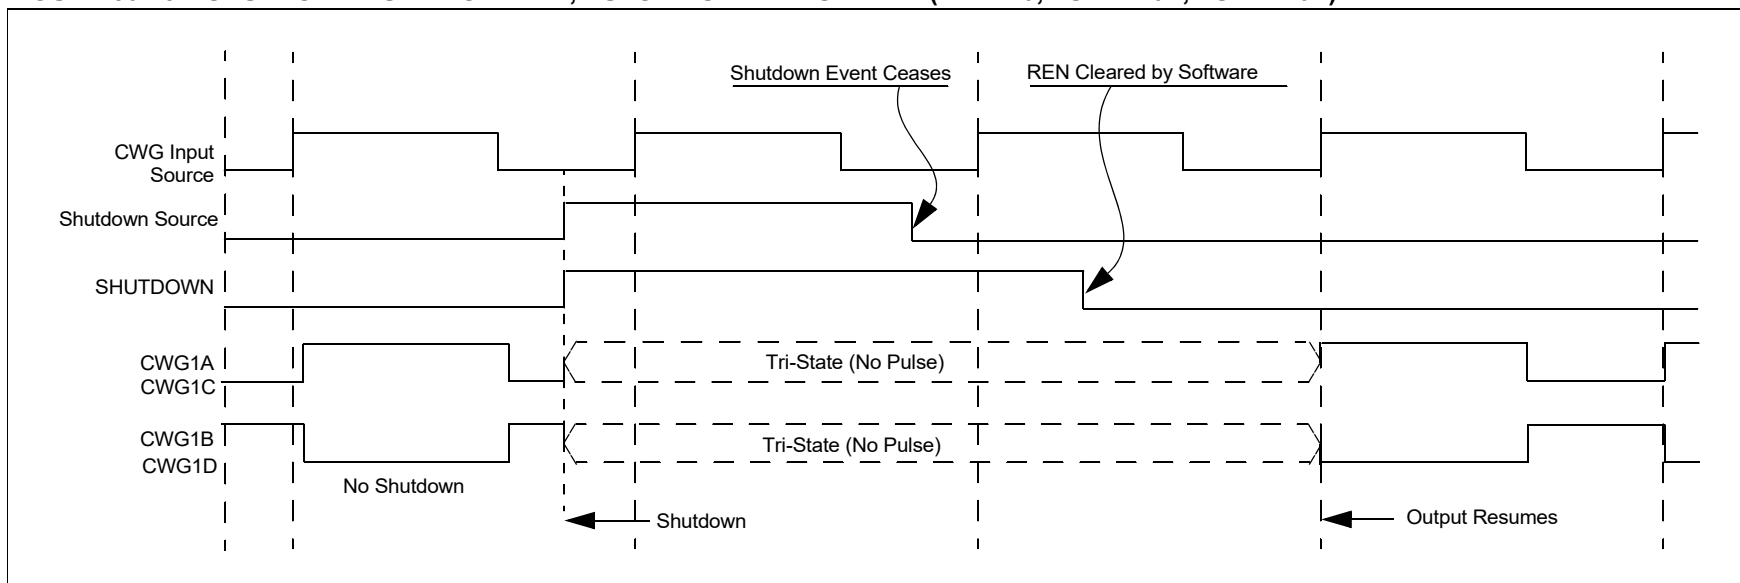 Shutdown Event Ceases
REN Cleared by Software
CWG Input
Source
Shutdown Source
SHUTDOWN
CWG1A
CWG1C
Tri-State (No Pulse)
CWG1B
CWG1D
Tri-State (No Pulse)
No Shutdown
Shutdown
Output Resumes